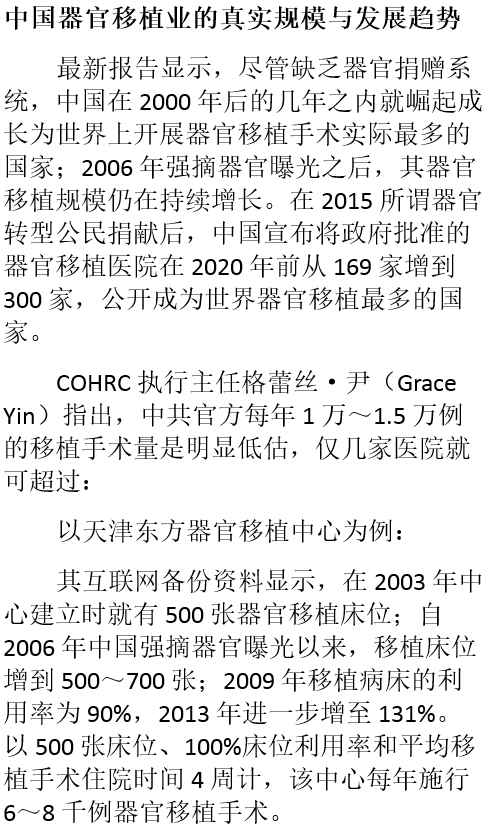 中国器官移植业的真实规模与发展趋势
最新报告显示，尽管缺乏器官捐赠系
统，中国在 2000 年后的几年之内就崛起成
长为世界上开展器官移植手术实际最多的
国家；2006 年强摘器官曝光之后，其器官
移植规模仍在持续增长。在 2015 所谓器官
转型公民捐献后，中国宣布将政府批准的
器官移植医院在 2020 年前从 169 家增到
300 家，公开成为世界器官移植最多的国
家。
COHRC 执行主任格蕾丝·尹（Grace
Yin）指出，中共官方每年 1 万～1.5 万例
的移植手术量是明显低估，仅几家医院就
可超过：
以天津东方器官移植中心为例：
其互联网备份资料显示，在 2003 年中
心建立时就有 500 张器官移植床位；自
2006 年中国强摘器官曝光以来，移植床位
增到 500～700 张；2009 年移植病床的利
用率为 90%，2013 年进一步增至 131%。
以 500 张床位、100%床位利用率和平均移
植手术住院时间 4 周计，该中心每年施行
6～8 千例器官移植手术。